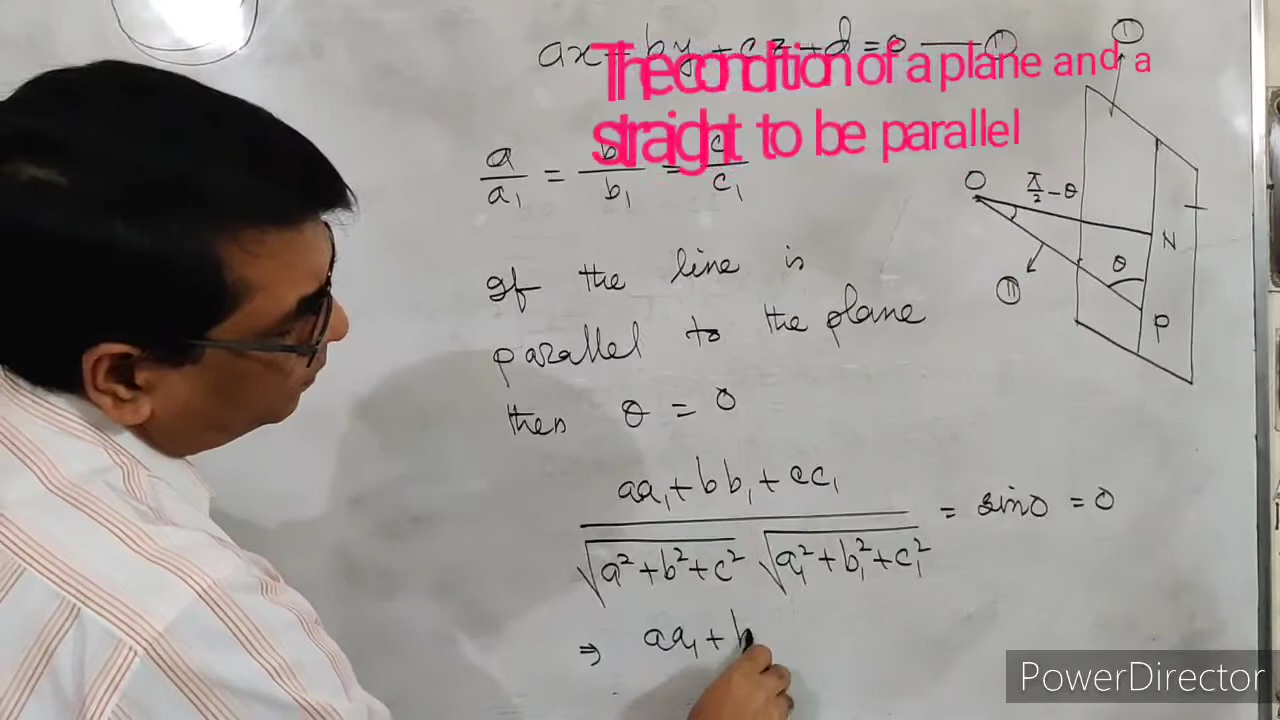 ax + by + cz + d = 0 — ①
The condition of a plane and a
straight to be parallel
a/a₁ = b/b₁ = c/c₁
If the line is
parallel to the plane
then θ = 0
aa₁ + bb₁ + cc₁
/ √a² + b² + c² √a₁² + b₁² + c₁² = sin0 = 0
⇒ aa₁ + b
①
O π/2 - θ
N
θ
⑪
P
PowerDirector